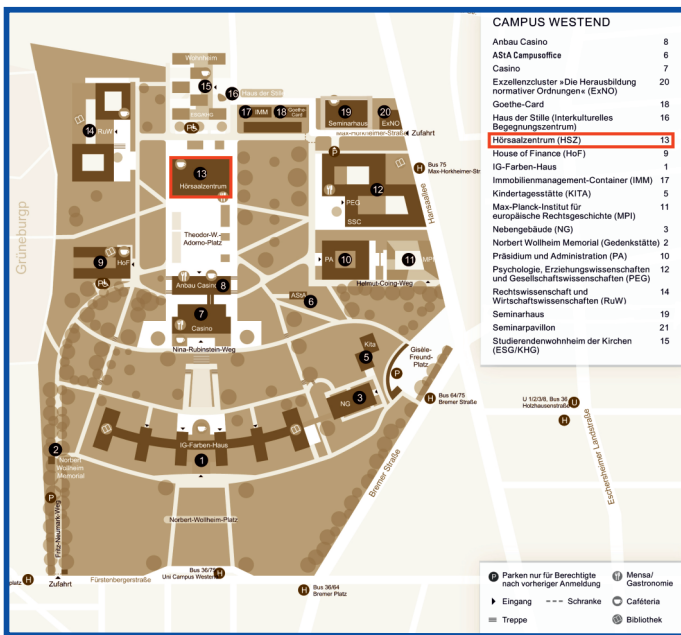 CAMPUS WESTEND
Anbau Casino 8
AStA Campusoffice 6
Casino 7
Exzellenzcluster »Die Herausbildung 20
normativer Ordnungen« (ExNO)
Goethe-Card 18
Haus der Stille (Interkulturelles 16
Begegnungszentrum)
Hörsaalzentrum (HSZ) 13
House of Finance (HoF) 9
IG-Farben-Haus 1
Immobilienmanagement-Container (IMM) 17
Kindertagesstätte (KITA) 5
Max-Planck-Institut für 11
europäische Rechtsgeschichte (MPI)
Nebengebäude (NG) 3
Norbert Wollheim Memorial (Gedenkstätte) 2
Präsidium und Administration (PA) 10
Psychologie, Erziehungswissenschaften 12
und Gesellschaftswissenschaften (PEG)
Rechtswissenschaft und 14
Wirtschaftswissenschaften (RuW)
Seminarhaus 19
Seminarpavillon 21
Studierendenwohnheim der Kirchen 15
(ESG/KHG)
Wohnheim
15
16 Haus der Stille
17 IMM 18 Goethe
Card
19 20
Seminarhaus ExNO
14 RuW
P
Max-Horkheimer-Straße Zufahrt
P
H Bus 75
Max-Horkheimer-Str
13
Hörsaalzentrum
12
PEG
SSC
Hansaallee
Grüneburgp
Theodor-W.-
Adorno-Platz
9 HoF
P
PA 10 11 MPI
Helmut-Coing-Weg
Anbau Casino 8
AStA 6
7
Casino
Nina-Rubinstein-Weg
Kita
5
Gisèle-
Freund-
Platz
P
3
NG
H Bus 64/75
Bremer Straße
U 1/2/3/8, Bus 36 U
Holzhausenstraße
H
Eschersheimer Landstraße
IG-Farben-Haus
1
2
Norbert
Wollheim
Memorial
Bremer Straße
P
Fritz-Neumark-Weg
Norbert-Wollheim-Platz
Bus 36/75 H
Uni Campus Westend
platz H
Zufahrt
Fürstenbergerstraße
H Bus 36/64
Bremer Platz
P Parken nur für Berechtigte
nach vorheriger Anmeldung
Mensa/
Gastronomie
Eingang
Schranke
Caféteria
Treppe
Bibliothek